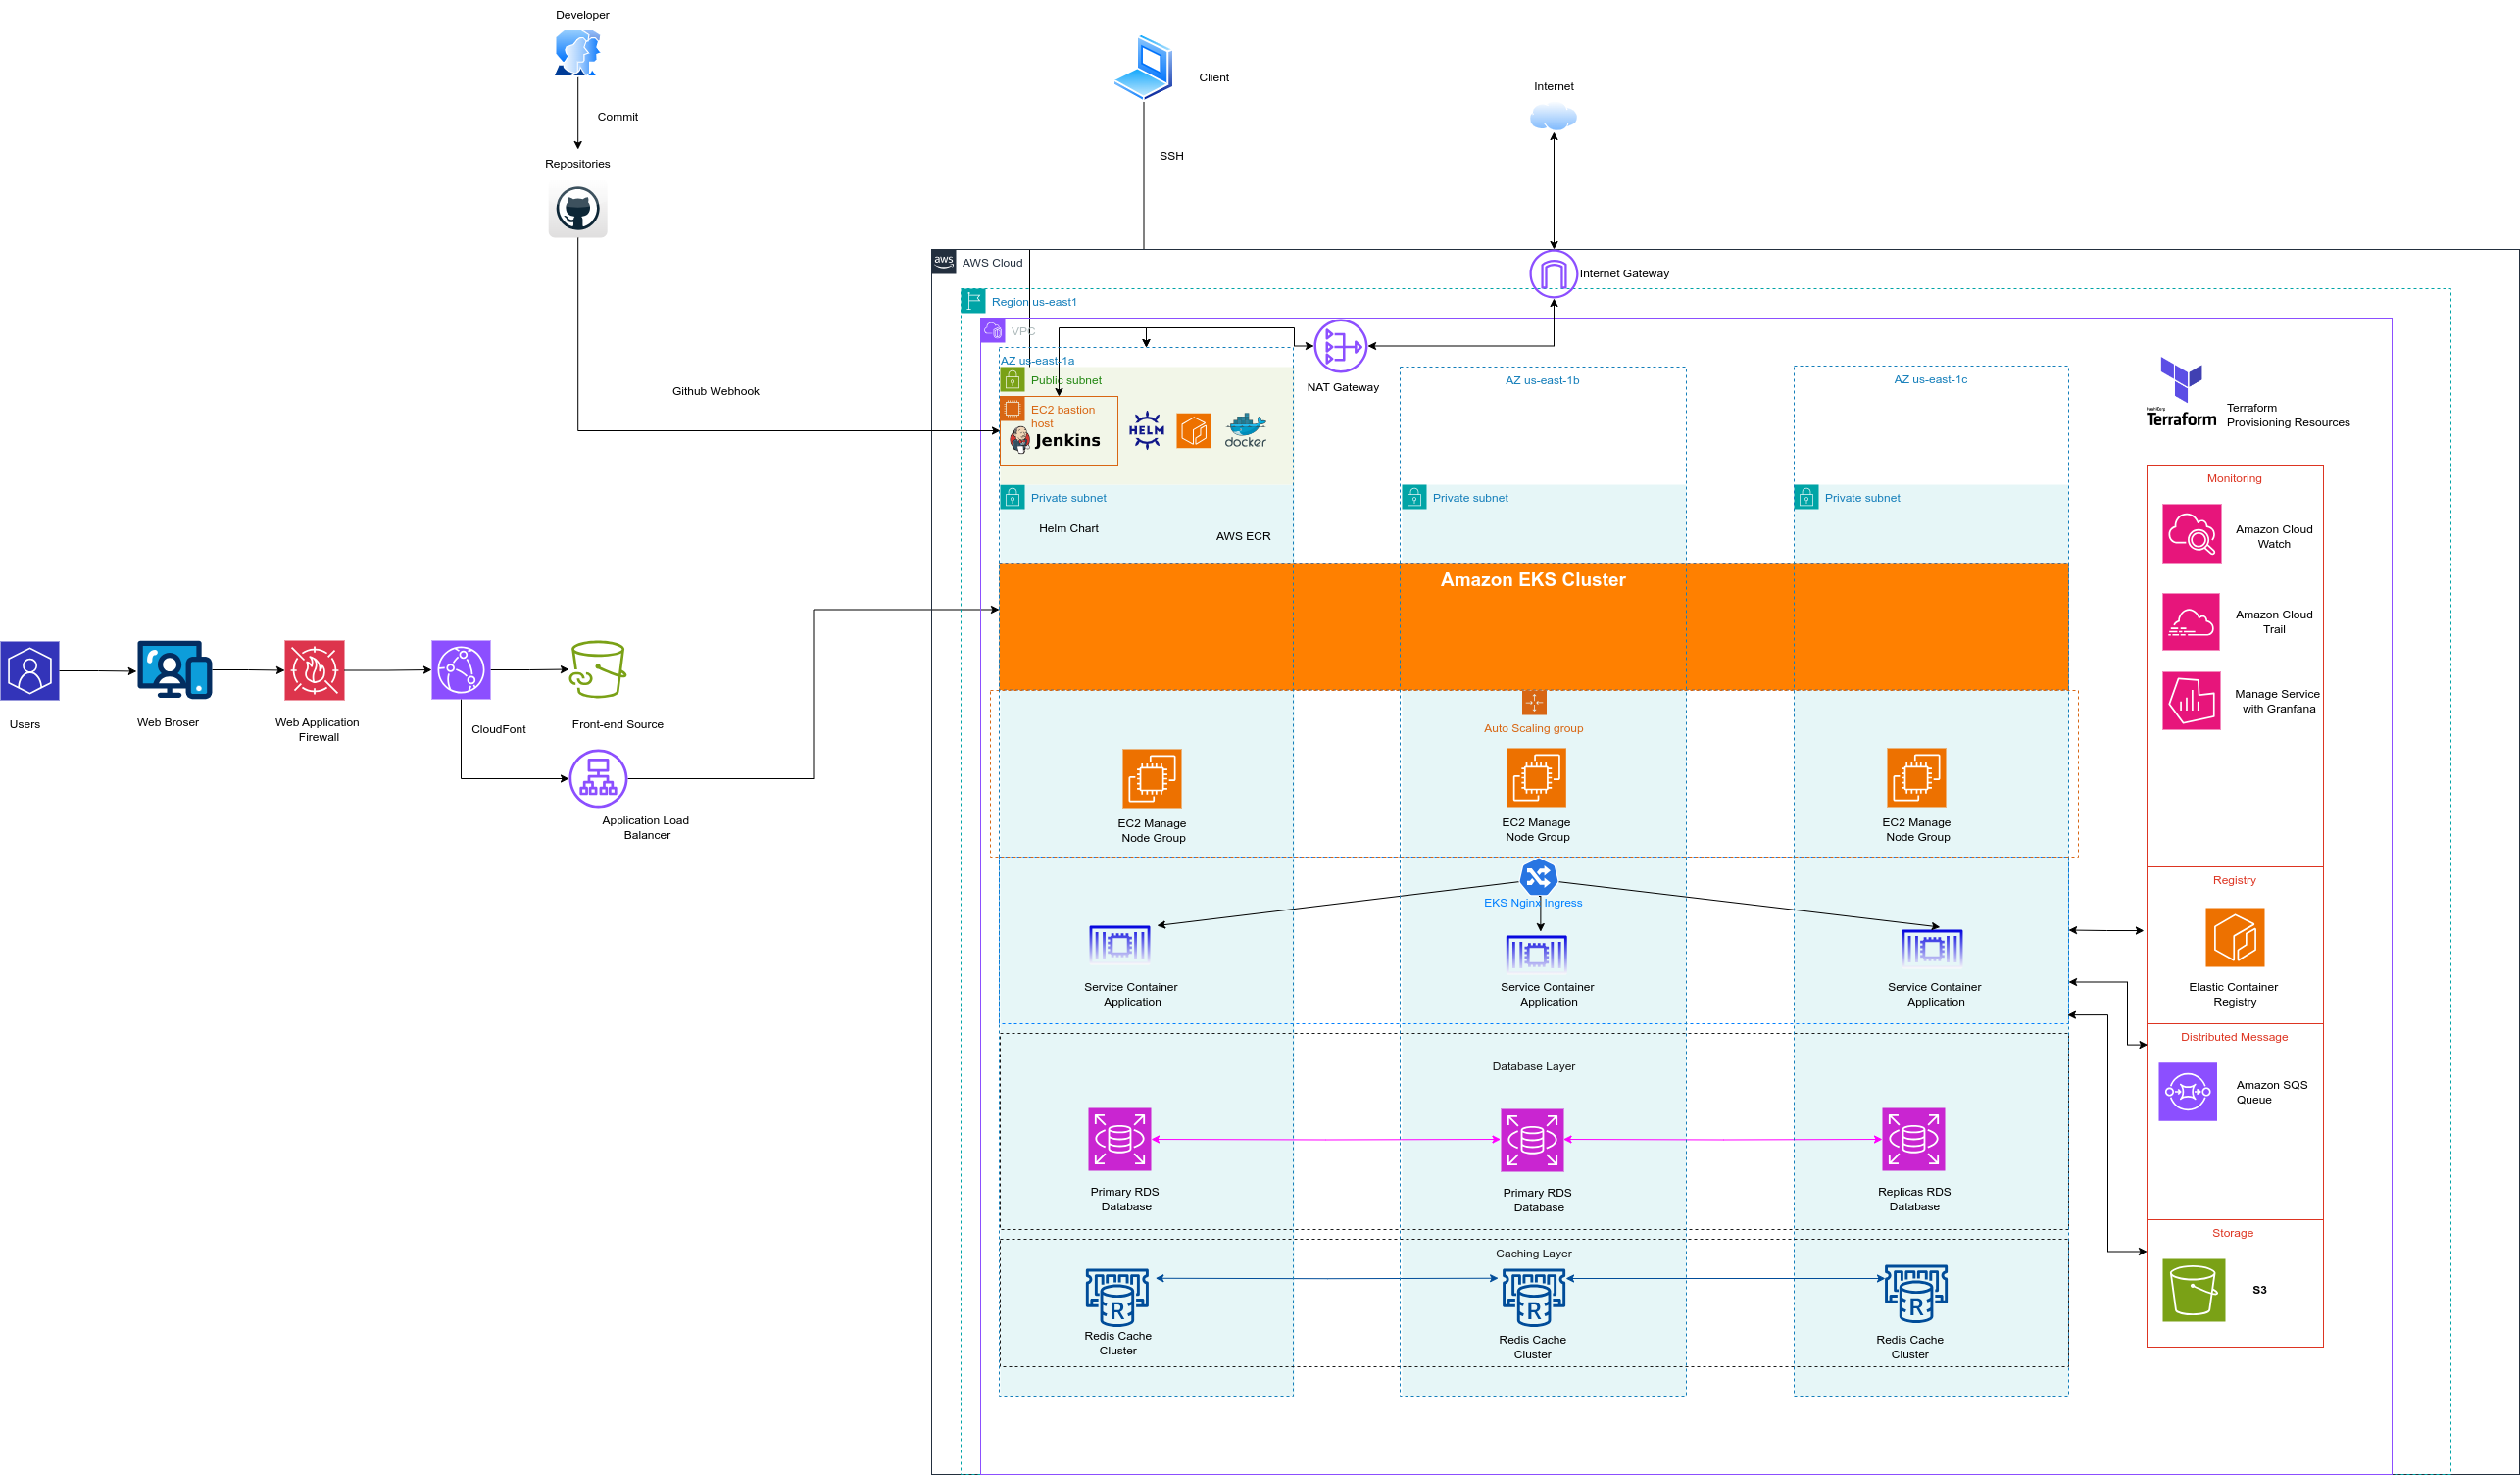 Developer
Commit
Repositories
Client
SSH
Internet
aws
AWS Cloud
Internet Gateway
Region us-east1
VPC
AZ us-east-1a
Public subnet
NAT Gateway
AZ us-east-1b
AZ us-east-1c
Github Webhook
EC2 bastion
host
Jenkins
HELM
docker
HashiCorp
Terraform
Terraform
Provisioning Resources
Private subnet
Private subnet
Private subnet
Helm Chart
AWS ECR
Monitoring
Amazon Cloud
Watch
Amazon EKS Cluster
Amazon Cloud
Trail
Manage Service
with Granfana
Users
Web Broser
Web Application
Firewall
CloudFont
Front-end Source
Application Load
Balancer
Auto Scaling group
EC2 Manage
Node Group
EC2 Manage
Node Group
EC2 Manage
Node Group
EKS Nginx Ingress
Registry
Service Container
Application
Service Container
Application
Service Container
Application
Elastic Container
Registry
Distributed Message
Database Layer
Amazon SQS
Queue
Primary RDS
Database
Primary RDS
Database
Replicas RDS
Database
Storage
Caching Layer
R
R
R
S3
Redis Cache
Cluster
Redis Cache
Cluster
Redis Cache
Cluster